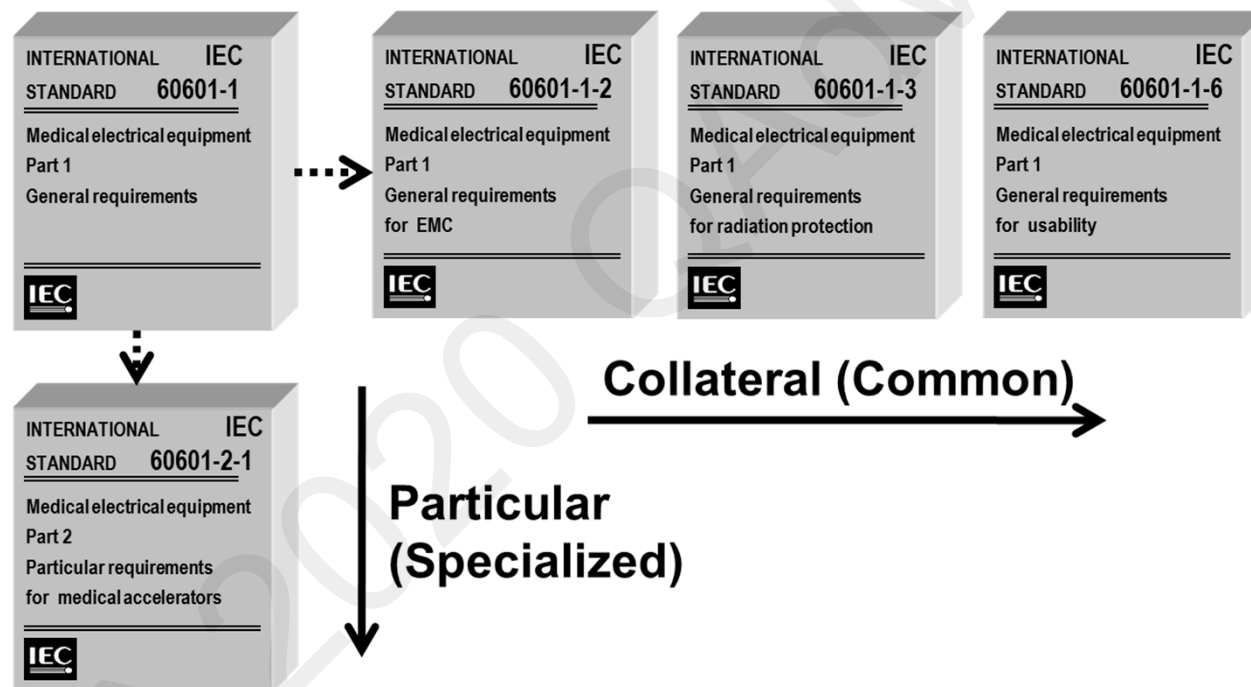 INTERNATIONAL IEC
STANDARD 60601-1
Medical electrical equipment
Part 1
General requirements
IEC
INTERNATIONAL IEC
STANDARD 60601-1-2
Medical electrical equipment
Part 1
General requirements
for EMC
IEC
INTERNATIONAL IEC
STANDARD 60601-1-3
Medical electrical equipment
Part 1
General requirements
for radiation protection
IEC
INTERNATIONAL IEC
STANDARD 60601-1-6
Medical electrical equipment
Part 1
General requirements
for usability
IEC
Collateral (Common)
INTERNATIONAL IEC
STANDARD 60601-2-1
Medical electrical equipment
Part 2
Particular requirements
for medical accelerators
IEC
Particular
(Specialized)
2020